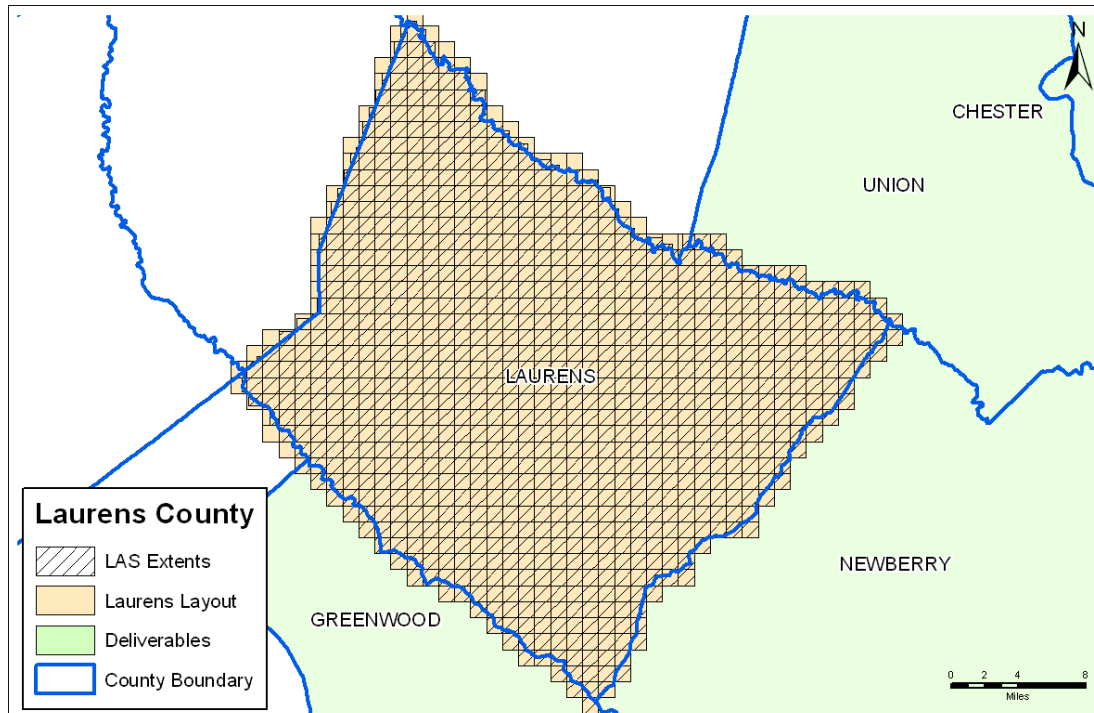 N
CHESTER
UNION
LAURENS
NEWBERRY
GREENWOOD
Laurens County
LAS Extents
Laurens Layout
Deliverables
County Boundary
0 2 4 8
Miles